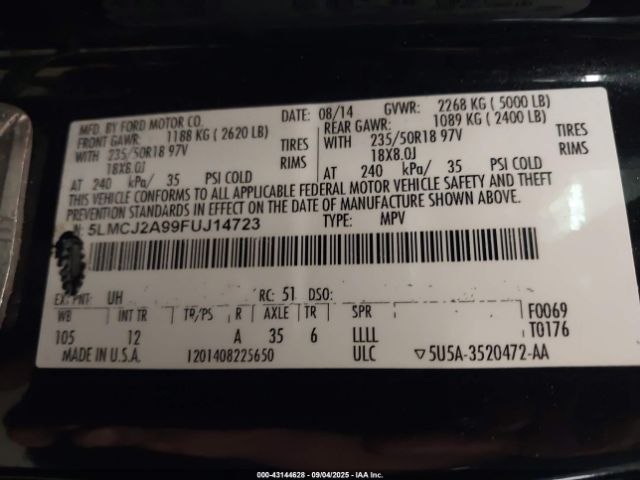 MFD. BY FORD MOTOR CO. DATE: 08/14 GVWR: 2268 KG ( 5000 LB)
FRONT GAWR: 1188 KG ( 2620 LB) REAR GAWR: 1089 KG ( 2400 LB)
WITH 235/50R18 97V TIRES WITH 235/50R18 97V TIRES
18X8.0J RIMS 18X8.0J RIMS
AT 240 kPa/ 35 PSI COLD AT 240 kPa/ 35 PSI COLD
THIS VEHICLE CONFORMS TO ALL APPLICABLE FEDERAL MOTOR VEHICLE SAFETY AND THEFT
PREVENTION STANDARDS IN EFFECT ON THE DATE OF MANUFACTURE SHOWN ABOVE.
5LMCJ2A99FUJ14723 TYPE: MPV
EXT PNT: UH RC: 51 DSO:
WB INT TR TR/PS R AXLE TR SPR F0069
105 12 A 35 6 LLLL T0176
MADE IN U.S.A. 1201408225650 ULC ▽5U5A-3520472-AA
000-43144628 - 09/04/2025 - IAA Inc.